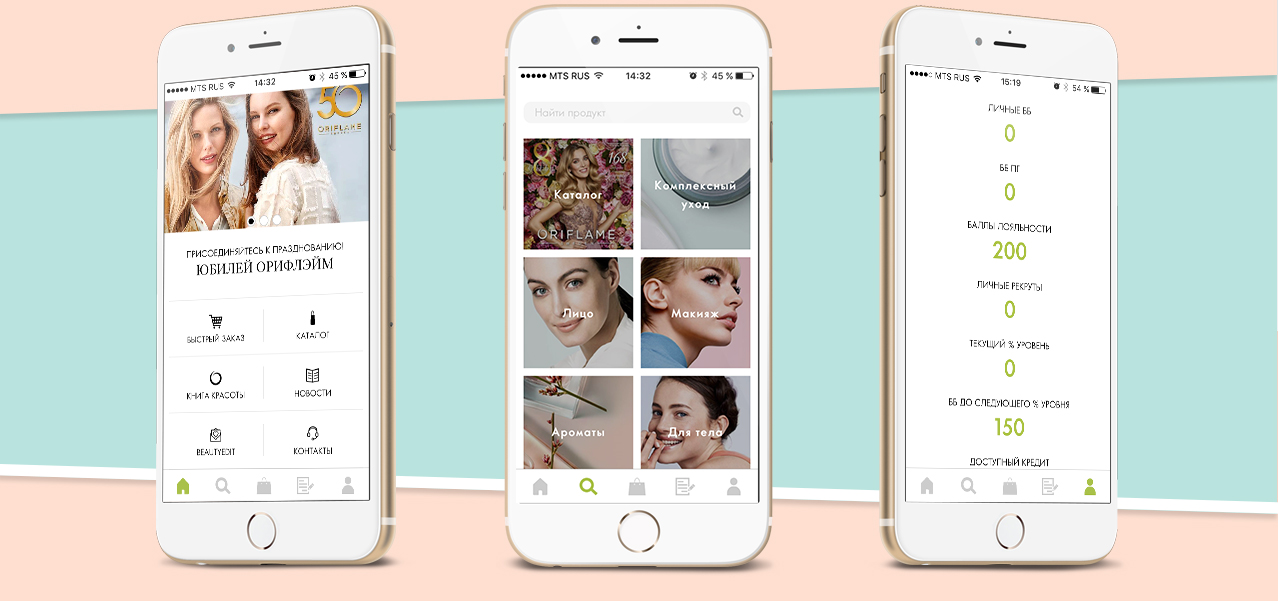 MTS RUS 14:32 45 %
50
ORIFLAME
ПРИСОЕДИНЯЙТЕСЬ К ПРАЗДНОВАНИЮ!
ЮБИЛЕЙ ОРИФЛЭЙМ
БЫСТРЫЙ ЗАКАЗ
КАТАЛОГ
КНИГА КРАСОТЫ
НОВОСТИ
BEAUTYEDIT
КОНТАКТЫ
MTS RUS 14:32 45 %
Найти продукт
8
168
Каталог
ORIFLAME
Комплексный
уход
Лицо
Макияж
Ароматы
Для тела
MTS RUS 15:19 54 %
ЛИЧНЫЕ ББ
0
ББ ПГ
0
БАЛЛЫ ЛОЯЛЬНОСТИ
200
ЛИЧНЫЕ РЕКРУТЫ
0
ТЕКУЩИЙ % УРОВЕНЬ
0
ББ ДО СЛЕДУЮЩЕГО % УРОВНЯ
150
ДОСТУПНЫЙ КРЕДИТ